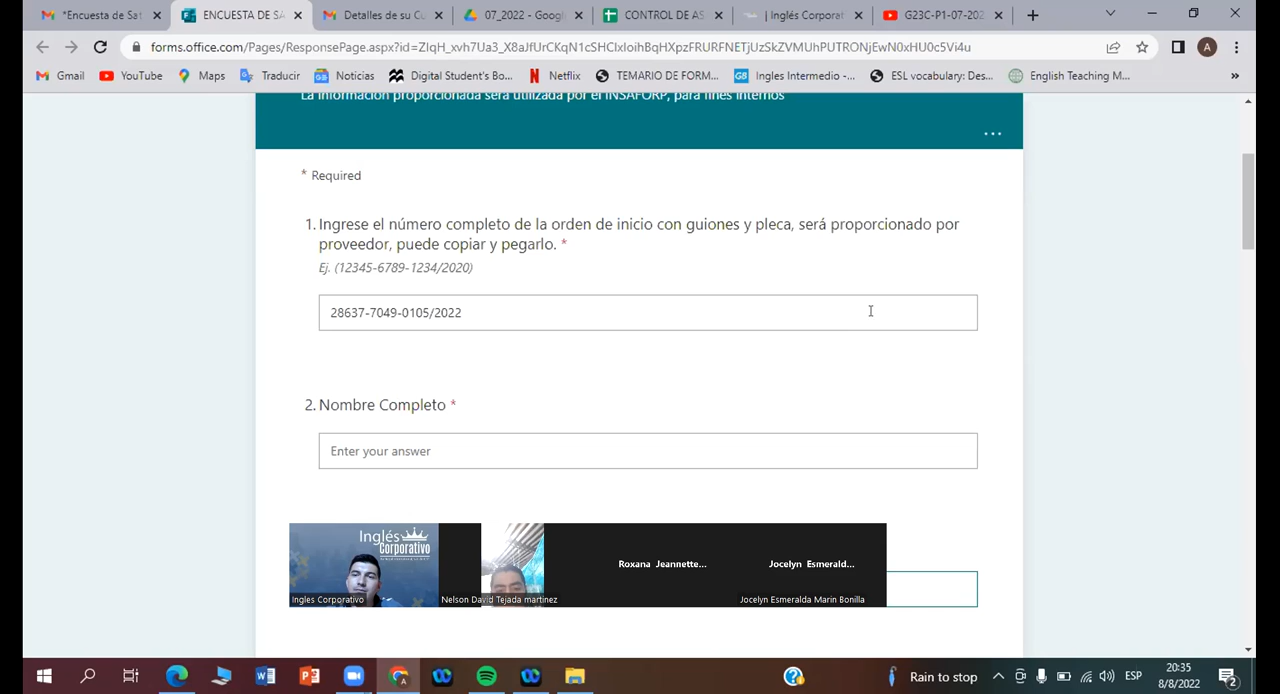 *Encuesta de Sat
ENCUESTA DE SA
Detalles de su Cu
07_2022 - Google
CONTROL DE AS
| Inglés Corporat
G23C-P1-07-202
forms.office.com/Pages/ResponsePage.aspx?id=ZIqH_xvh7Ua3_X8aJfUrCKqN1cSHClxIoihBqHXpzFRURFNETjUzSkZVMUhPUTRONjEwN0xHU0c5Vi4u
A
Gmail
YouTube
Maps
Traducir
Noticias
Digital Student's Bo...
Netflix
TEMARIO DE FORM...
Ingles Intermedio -...
ESL vocabulary: Des...
English Teaching M...
»
La información proporcionada será utilizada por el INSAFORP, para fines internos
...
* Required
1. Ingrese el número completo de la orden de inicio con guiones y pleca, será proporcionado por
proveedor, puede copiar y pegarlo. *
Ej. (12345-6789-1234/2020)
28637-7049-0105/2022
2. Nombre Completo *
Enter your answer
Inglés
Corporativo
Ingles Corporativo
Nelson David Tejada martinez
Roxana Jeannette...
Jocelyn Esmerald...
Jocelyn Esmeralda Marin Bonilla
Rain to stop
ESP
20:35
8/8/2022
2